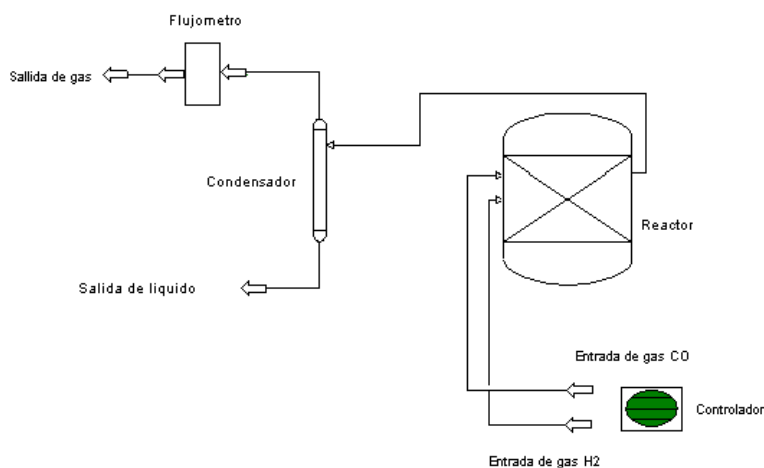 Flujometro
Sallida de gas
Condensador
Reactor
Salida de liquido
Entrada de gas CO
Controlador
Entrada de gas H2